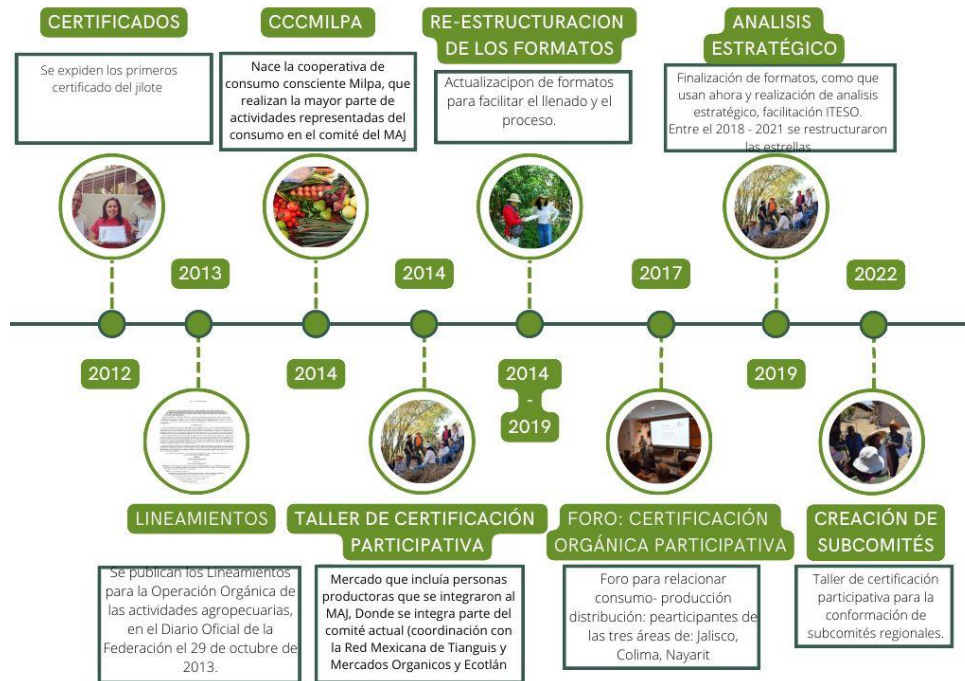 CERTIFICADOS
Se expiden los primeros
certificado del jilote
CCCMILPA
Nace la cooperativa de
consumo consciente Milpa, que
realizan la mayor parte de
actividades representadas del
consumo en el comité del MAJ
RE-ESTRUCTURACION
DE LOS FORMATOS
Actualizacipon de formatos
para facilitar el llenado y el
proceso.
ANALISIS
ESTRATÉGICO
Finalización de formatos, como que
usan ahora y realización de analisis
estratégico, facilitación ITESO.
Entre el 2018 - 2021 se restructuraron
las estrellas
2013
2014
2017
2022
2012
2014
2014
-
2019
2019
LINEAMIENTOS
Se publican los Lineamientos
para la Operación Orgánica de
las actividades agropecuarias,
en el Diario Oficial de la
Federación el 29 de octubre de
2013.
TALLER DE CERTIFICACIÓN
PARTICIPATIVA
Mercado que incluía personas
productoras que se integraron al
MAJ, Donde se integra parte del
comité actual (coordinación con
la Red Mexicana de Tianguis y
Mercados Organicos y Ecotlán
FORO: CERTIFICACIÓN
ORGÁNICA PARTICIPATIVA
Foro para relacionar
consumo- producción
distribución: pearticipantes de
las tres áreas de: Jalisco,
Colima, Nayarit
CREACIÓN DE
SUBCOMITÉS
Taller de certificación
participativa para la
conformación de
subcomités regionales.